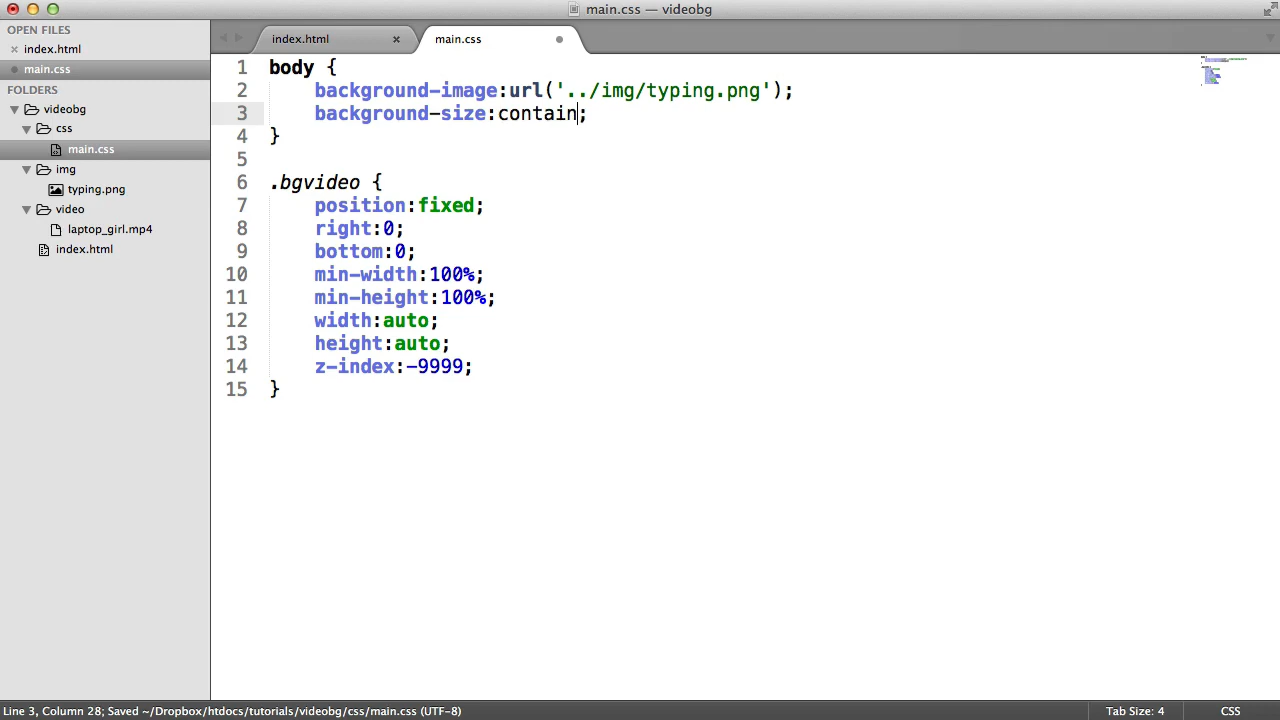 main.css — videobg
OPEN FILES
index.html
main.css
FOLDERS
videobg
css
main.css
img
typing.png
video
laptop_girl.mp4
index.html
index.html
main.css
1 body {
2 background-image:url('../img/typing.png');
3 background-size:contain;
4 }
5
6 .bgvideo {
7 position:fixed;
8 right:0;
9 bottom:0;
10 min-width:100%;
11 min-height:100%;
12 width:auto;
13 height:auto;
14 z-index:-9999;
15 }
Line 3, Column 28; Saved ~/Dropbox/htdocs/tutorials/videobg/css/main.css (UTF-8)
Tab Size: 4
CSS